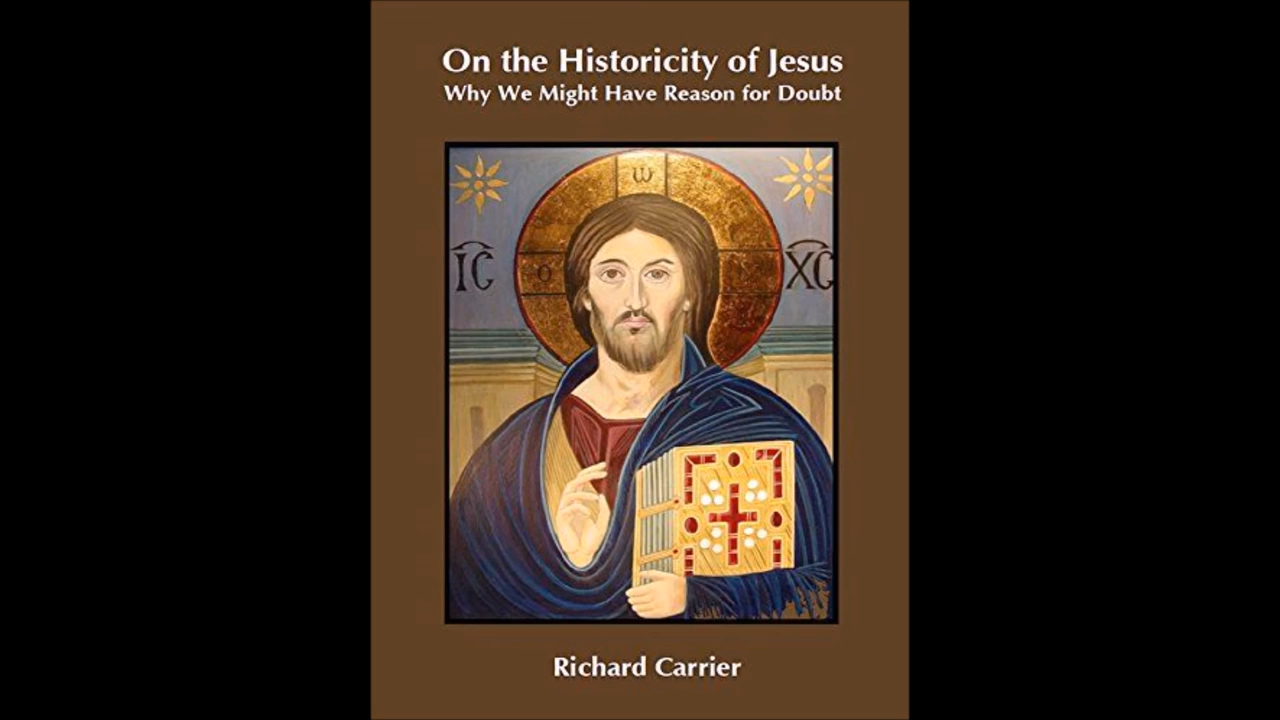 On the Historicity of Jesus
Why We Might Have Reason for Doubt
ω
IC
XC
O
Richard Carrier